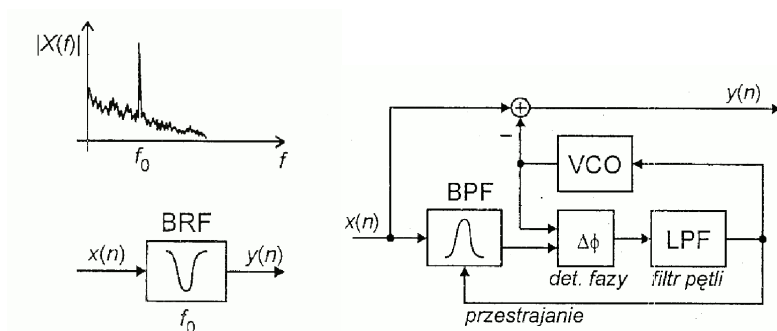 |X(f)|
f₀
f
BRF
x(n)
y(n)
f₀
y(n)
−
VCO
BPF
x(n)
Δϕ
LPF
det. fazy
filtr pętli
przestrajanie